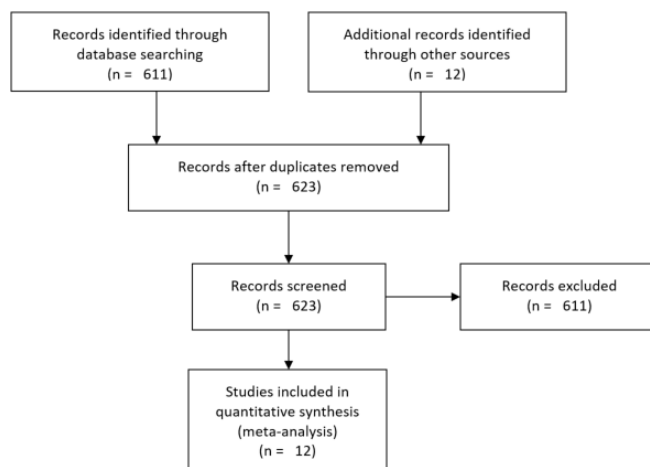 Records identified through
database searching
(n = 611)
Additional records identified
through other sources
(n = 12)
Records after duplicates removed
(n = 623)
Records screened
(n = 623)
Records excluded
(n = 611)
Studies included in
quantitative synthesis
(meta-analysis)
(n = 12)